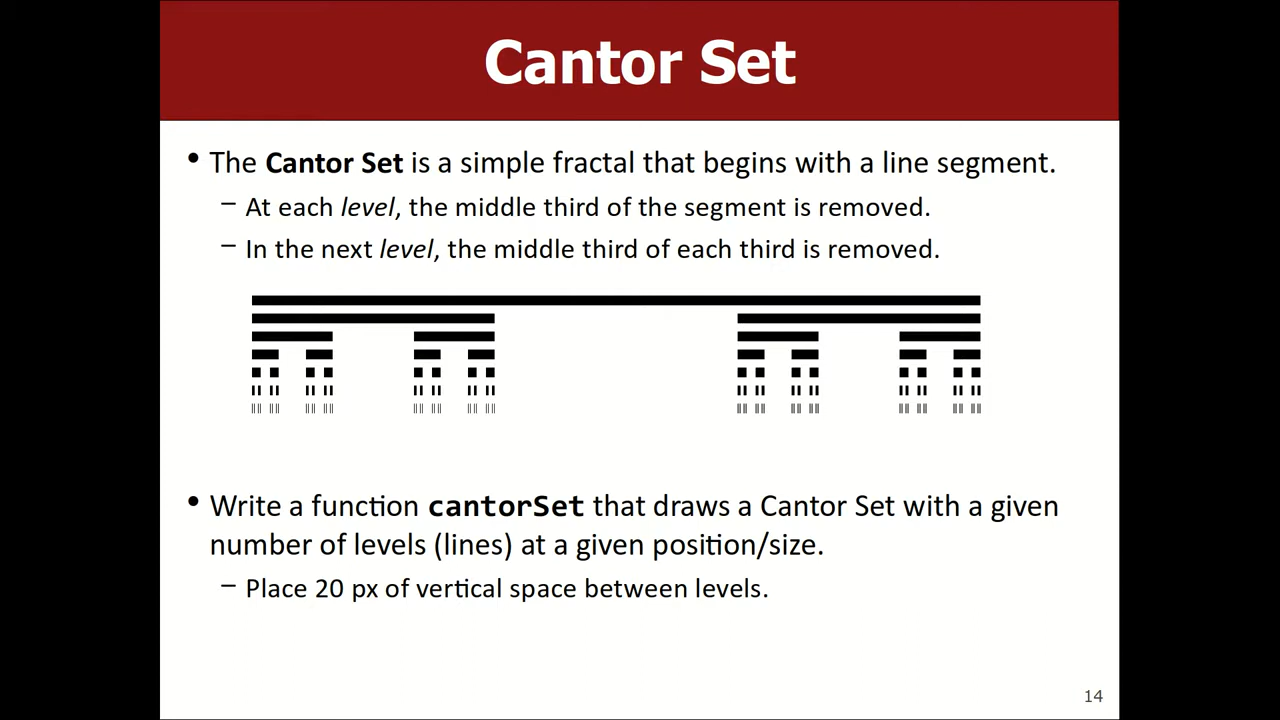 Cantor Set
• The Cantor Set is a simple fractal that begins with a line segment.
– At each level, the middle third of the segment is removed.
– In the next level, the middle third of each third is removed.
• Write a function cantorSet that draws a Cantor Set with a given
number of levels (lines) at a given position/size.
– Place 20 px of vertical space between levels.
14